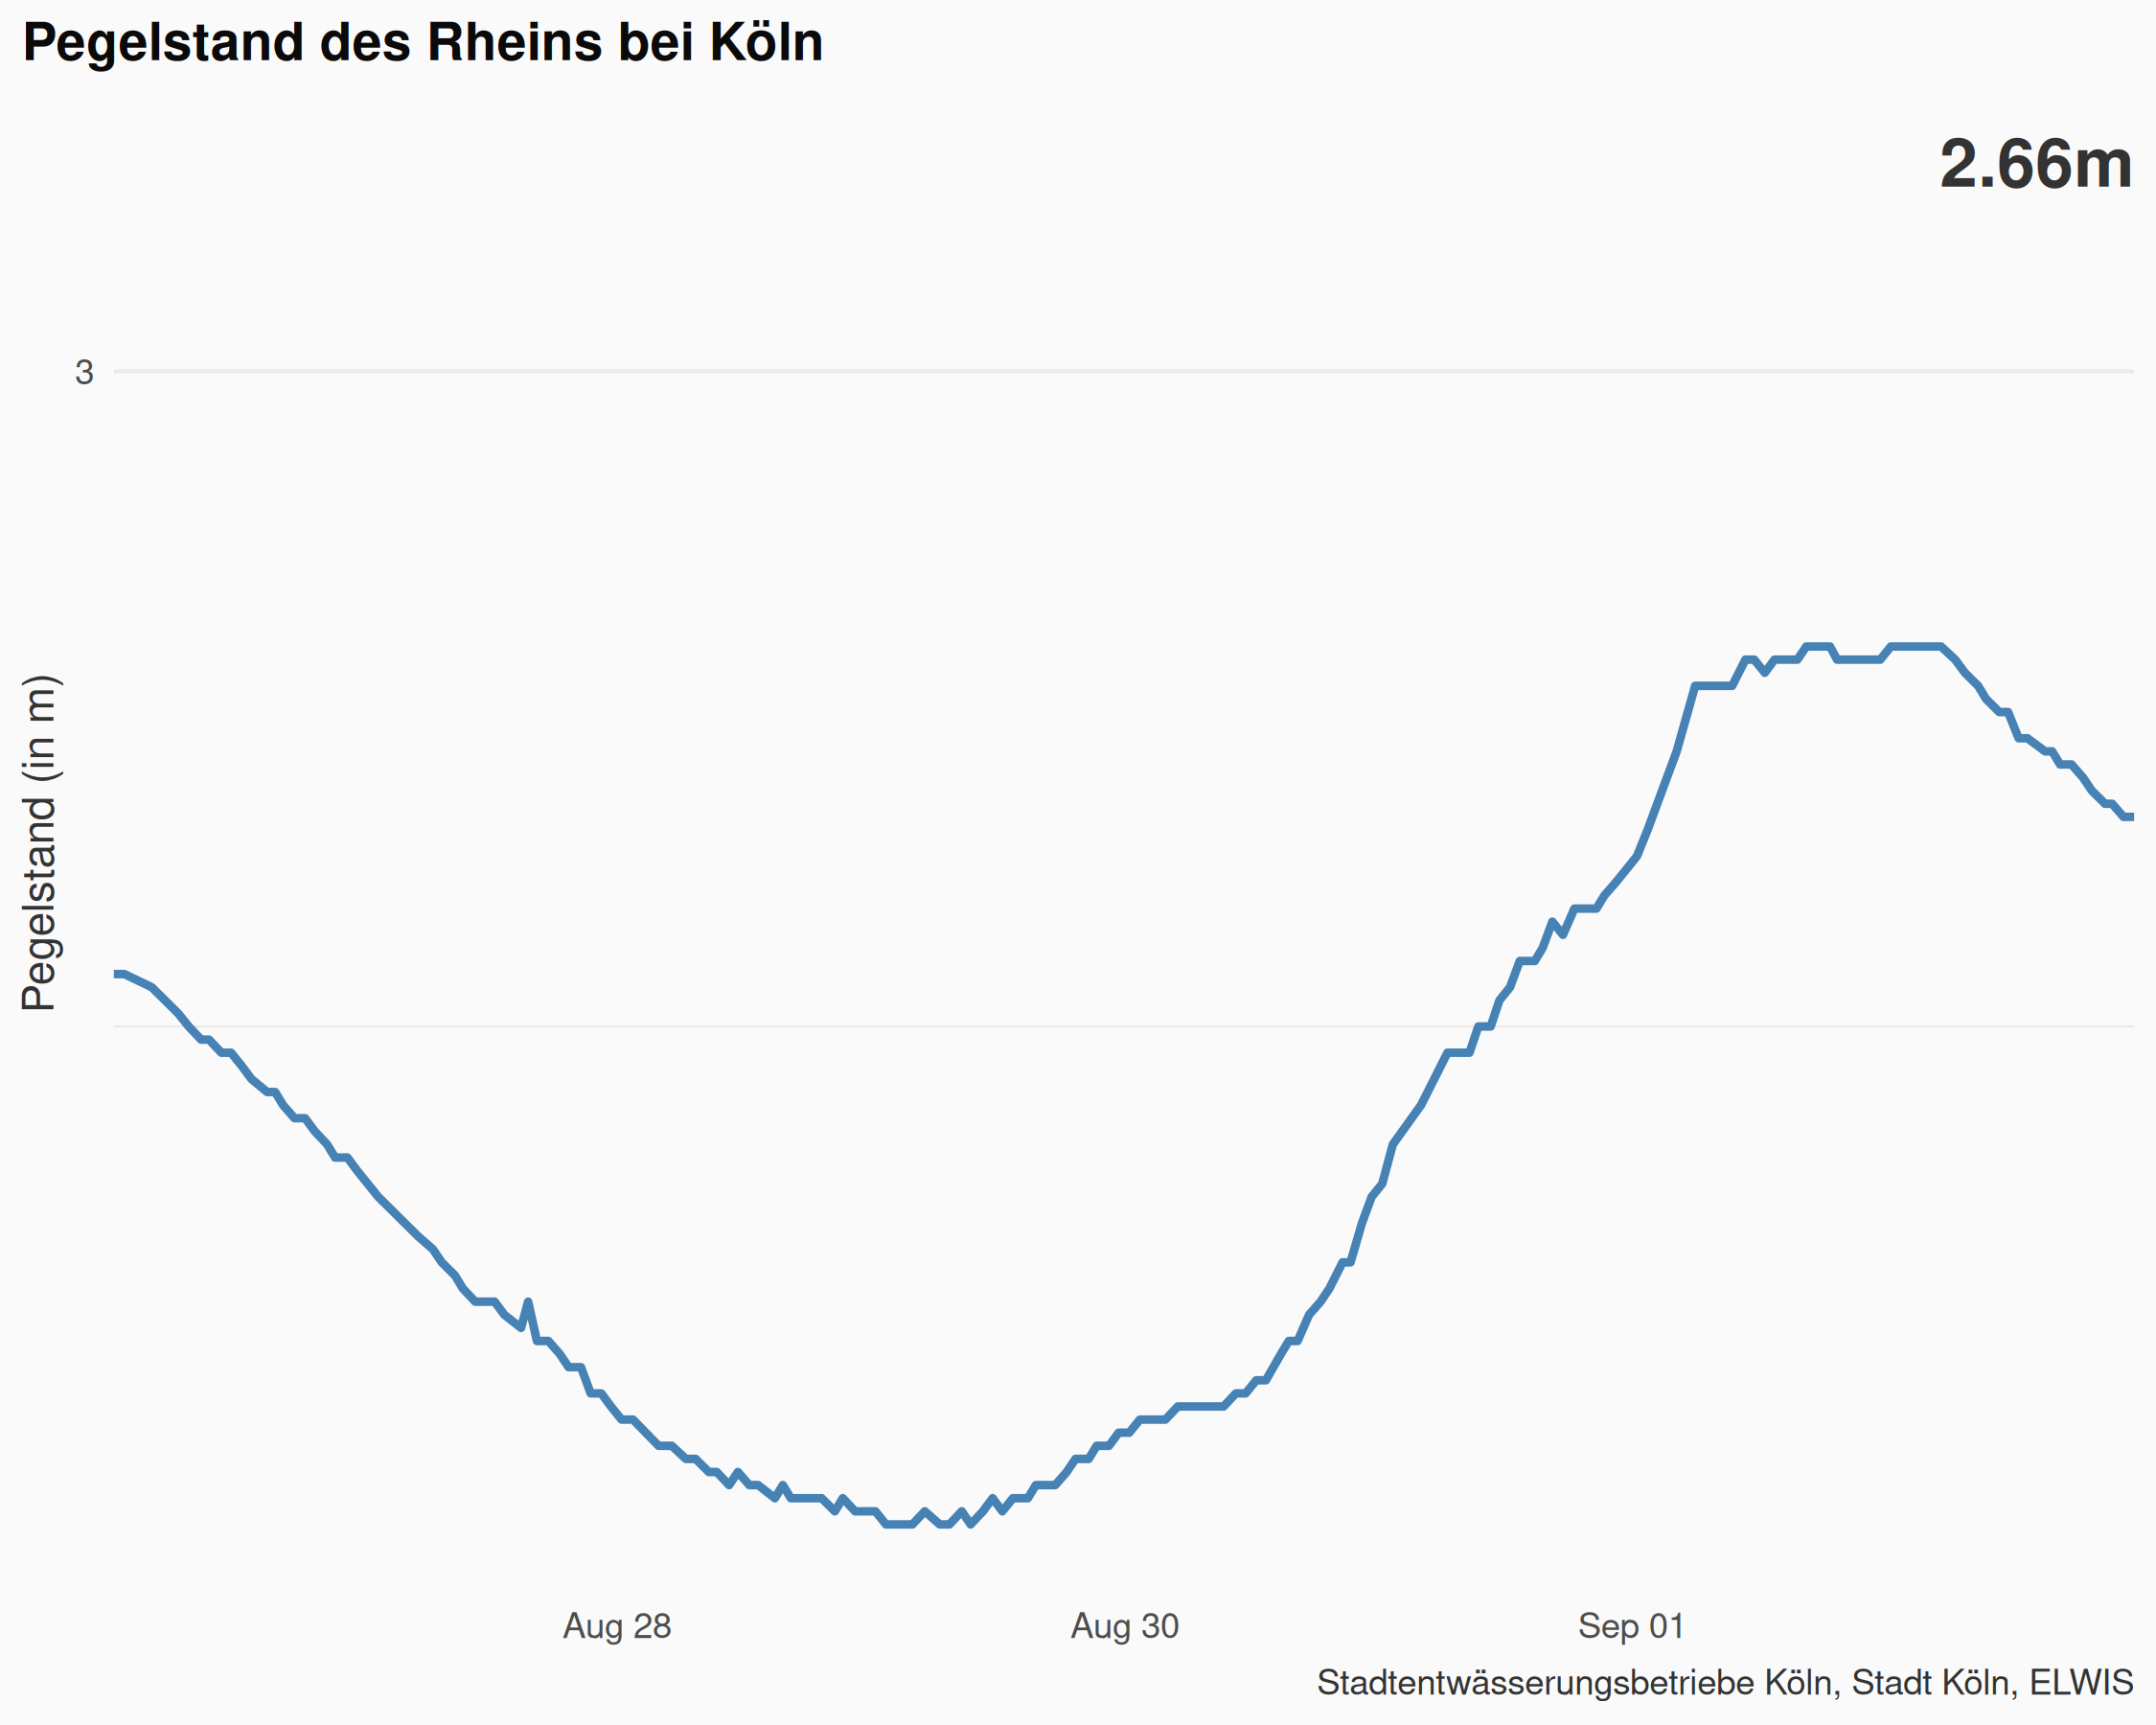 Pegelstand des Rheins bei Köln
2.66m
3
Pegelstand (in m)
Aug 28
Aug 30
Sep 01
Stadtentwässerungsbetriebe Köln, Stadt Köln, ELWIS